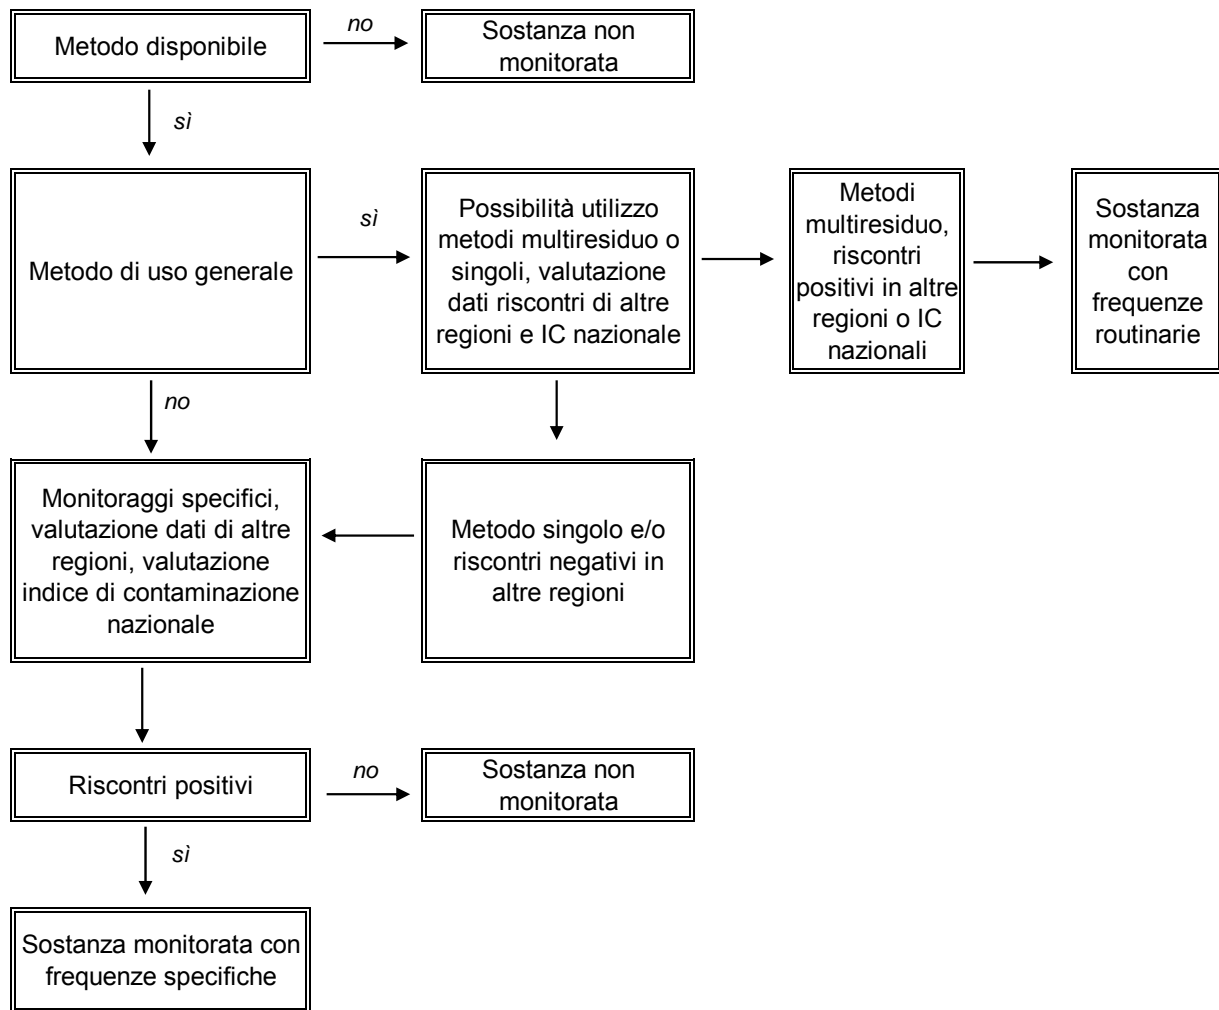 Metodo disponibile
no
Sostanza non
monitorata
sì
Metodo di uso generale
sì
Possibilità utilizzo
metodi multiresiduo o
singoli, valutazione
dati riscontri di altre
regioni e IC nazionale
Metodi
multiresiduo,
riscontri
positivi in altre
regioni o IC
nazionali
Sostanza
monitorata
con
frequenze
routinarie
no
Monitoraggi specifici,
valutazione dati di altre
regioni, valutazione
indice di contaminazione
nazionale
Metodo singolo e/o
riscontri negativi in
altre regioni
Riscontri positivi
no
Sostanza non
monitorata
sì
Sostanza monitorata con
frequenze specifiche